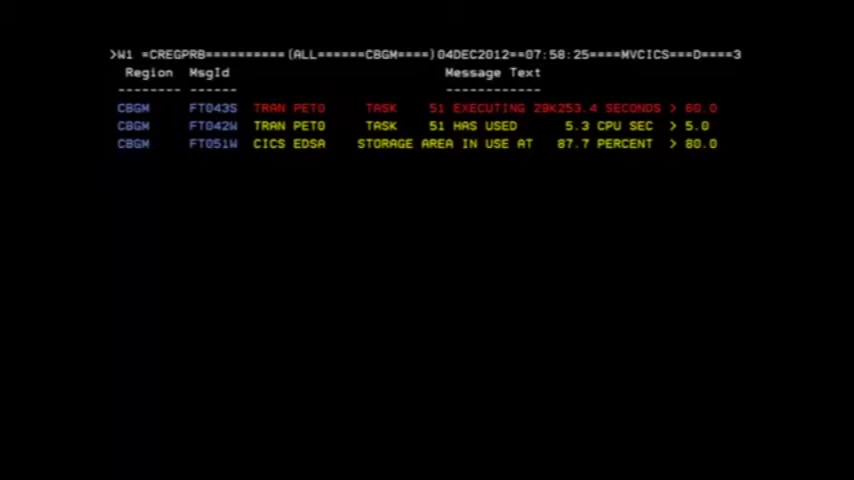 >W1 =CREGPRB==========(ALL======CBGM====)04DEC2012==07:58:25====MVCICS===D====3
Region MsgId Message Text
-------- ------ ------------
CBGM FT043S TRAN PET0 TASK 51 EXECUTING 29K253.4 SECONDS > 60.0
CBGM FT042W TRAN PET0 TASK 51 HAS USED 5.3 CPU SEC > 5.0
CBGM FT051W CICS EDSA STORAGE AREA IN USE AT 87.7 PERCENT > 80.0